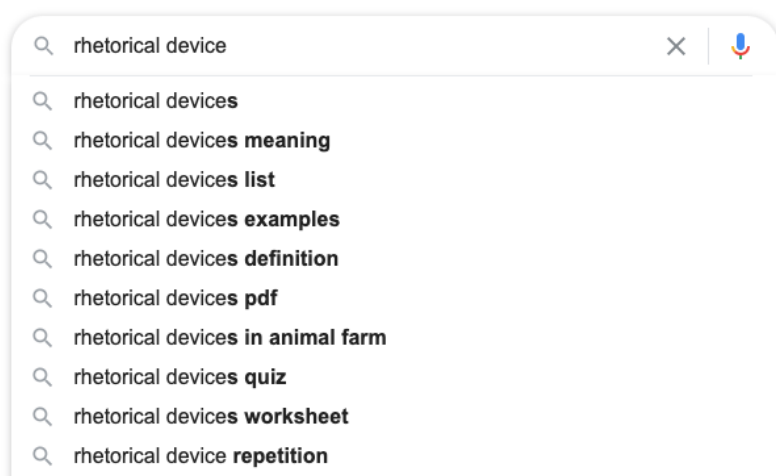 rhetorical device
rhetorical devices
rhetorical devices meaning
rhetorical devices list
rhetorical devices examples
rhetorical devices definition
rhetorical devices pdf
rhetorical devices in animal farm
rhetorical devices quiz
rhetorical devices worksheet
rhetorical device repetition